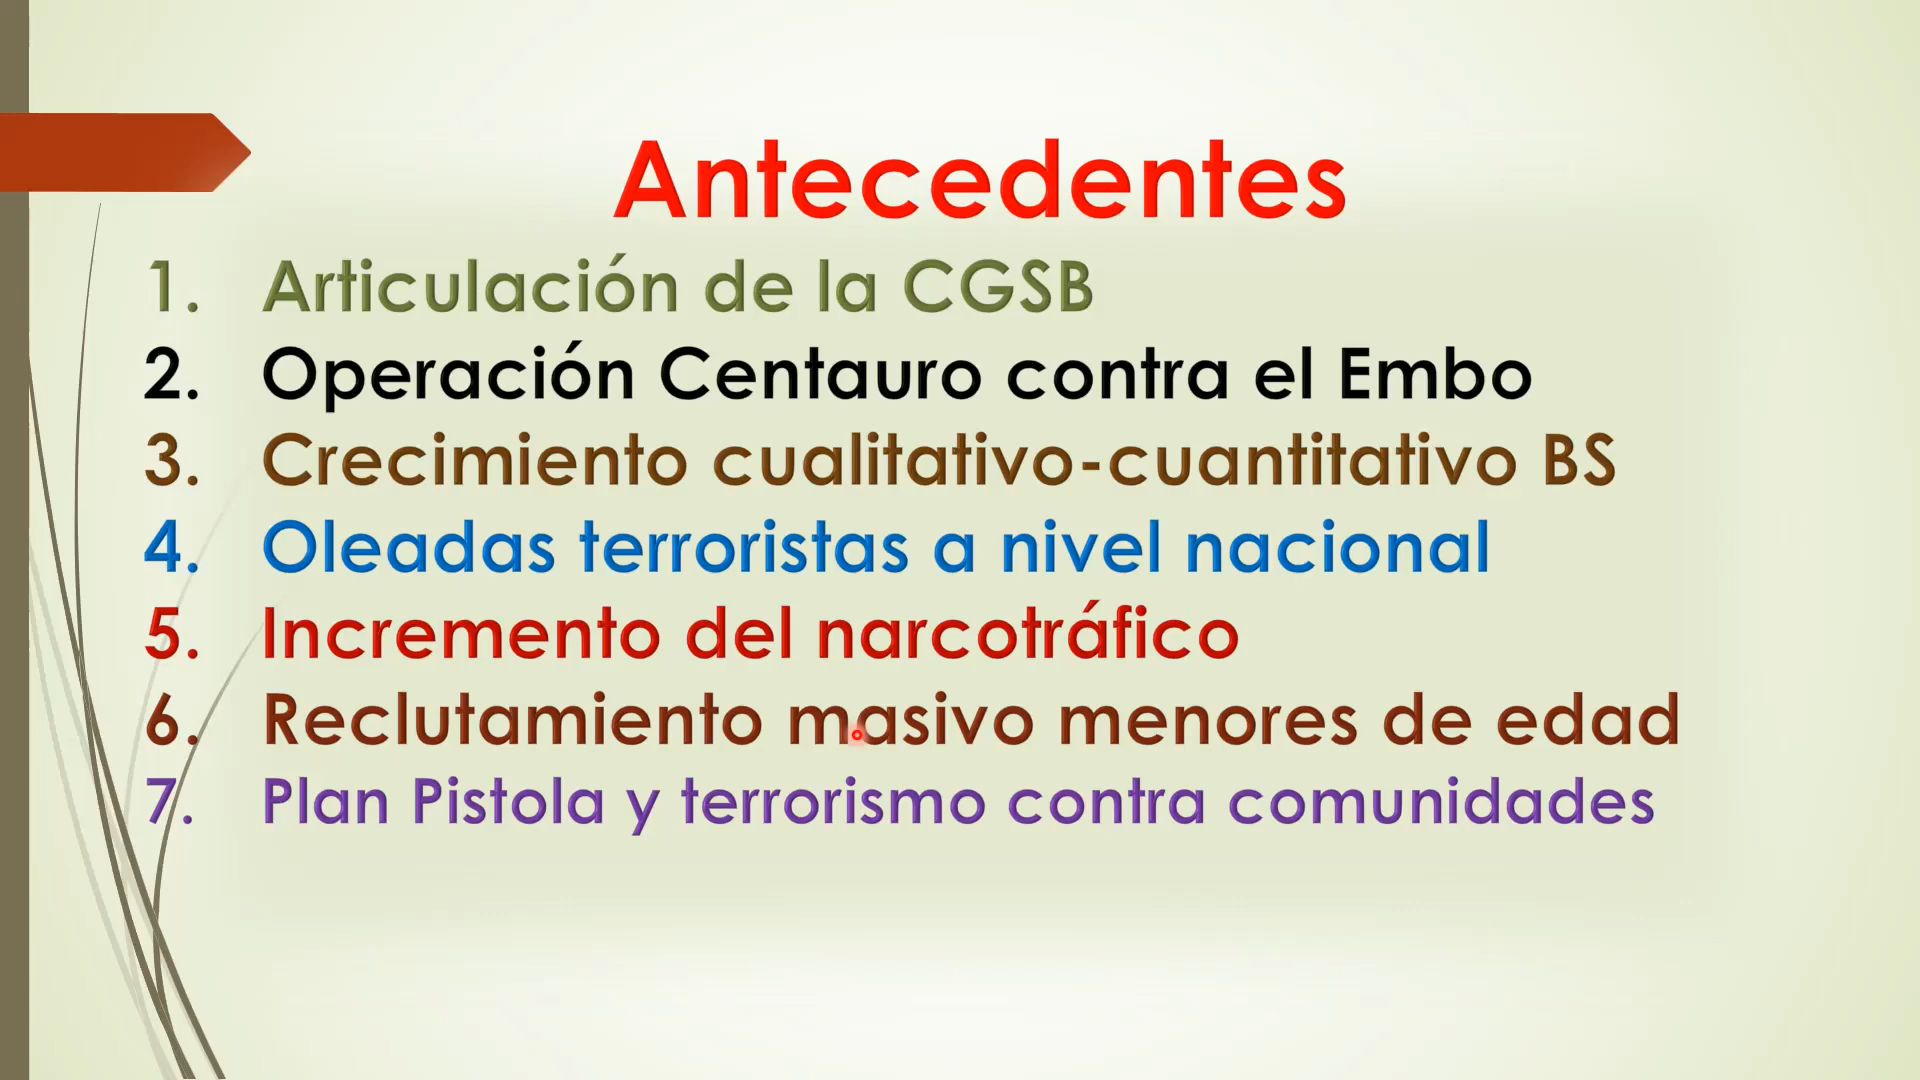 Antecedentes
1. Articulación de la CGSB
2. Operación Centauro contra el Embo
3. Crecimiento cualitativo-cuantitativo BS
4. Oleadas terroristas a nivel nacional
5. Incremento del narcotráfico
6. Reclutamiento masivo menores de edad
7. Plan Pistola y terrorismo contra comunidades